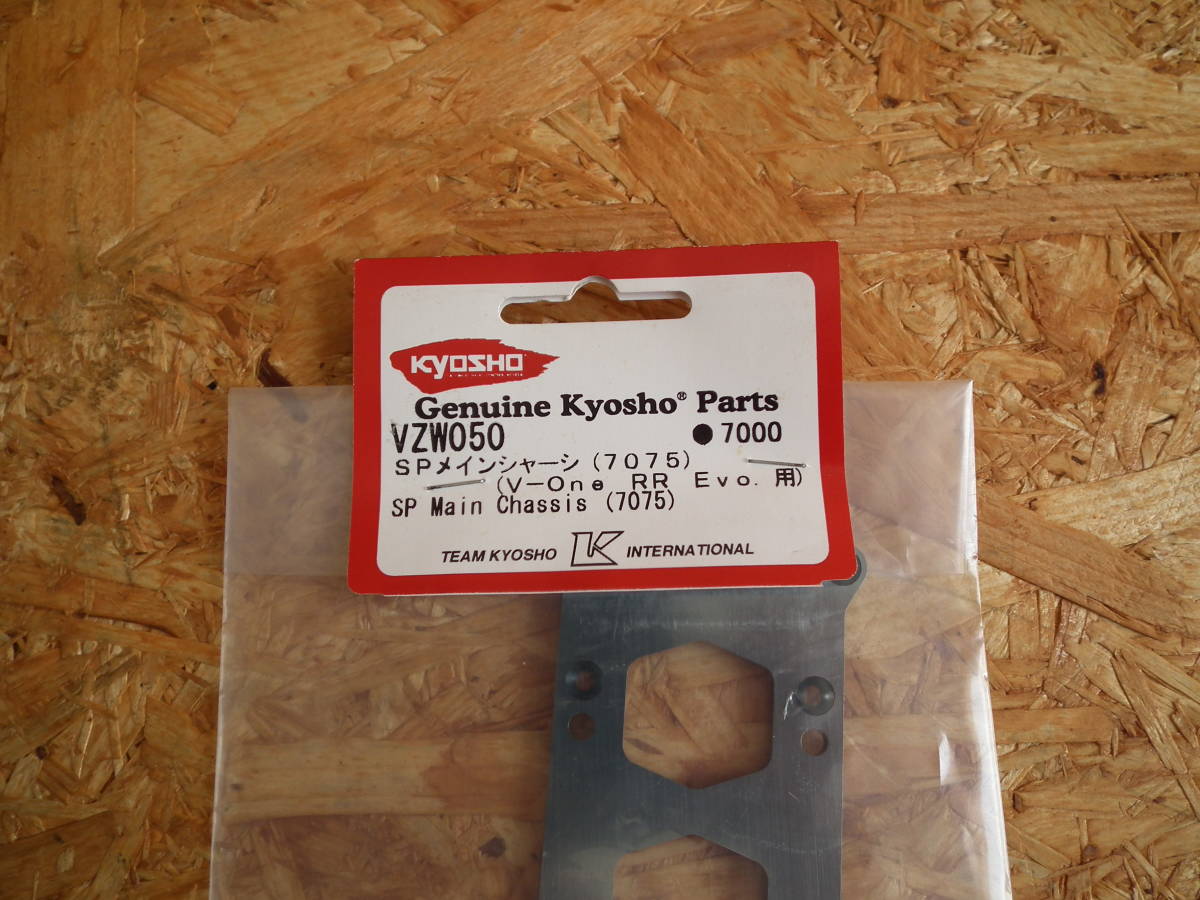 KYOSHO
Genuine Kyosho® Parts
VZW050 ●7000
SPメインシャーシ(7075)
(V-One RR Evo.用)
SP Main Chassis (7075)
TEAM KYOSHO K INTERNATIONAL